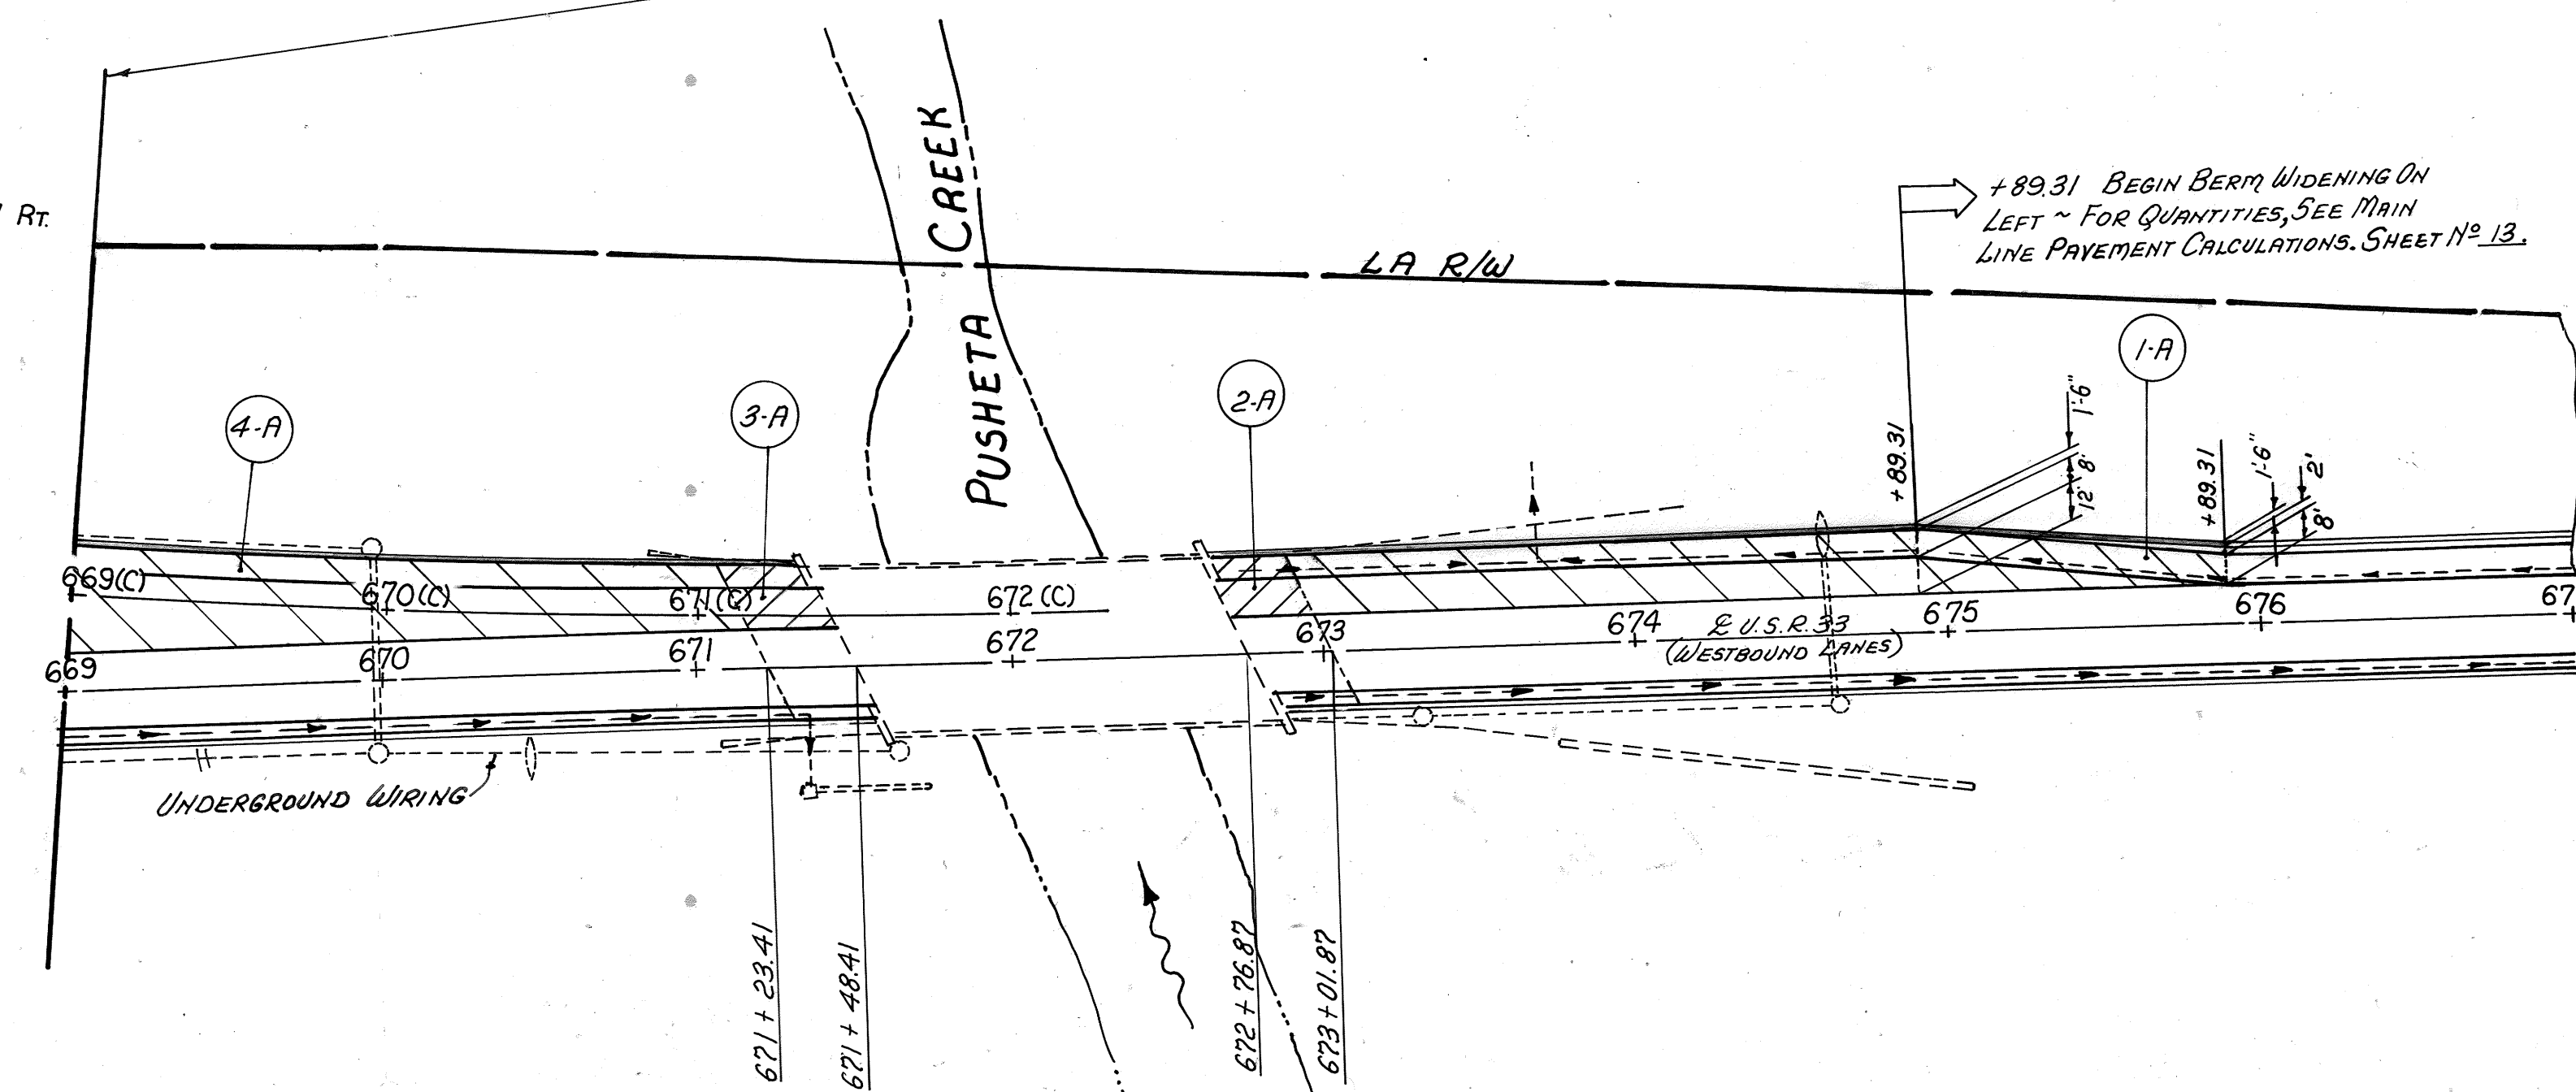 RT.
PUSHETA CREEK
LA R/W
+89.31 BEGIN BERM WIDENING ON
LEFT ~ FOR QUANTITIES, SEE MAIN
LINE PAVEMENT CALCULATIONS. SHEET Nº 13.
4-A
3-A
2-A
1-A
+89.31
1'-6"
8'
12'
+89.31
1'-6"
2'
8'
669(C)
670(C)
671(C)
672(C)
669
670
671
672
673
674
675
676
67
℄ U.S.R. 33
(WESTBOUND LANES)
UNDERGROUND WIRING
671+23.41
671+48.41
672+76.87
673+01.87